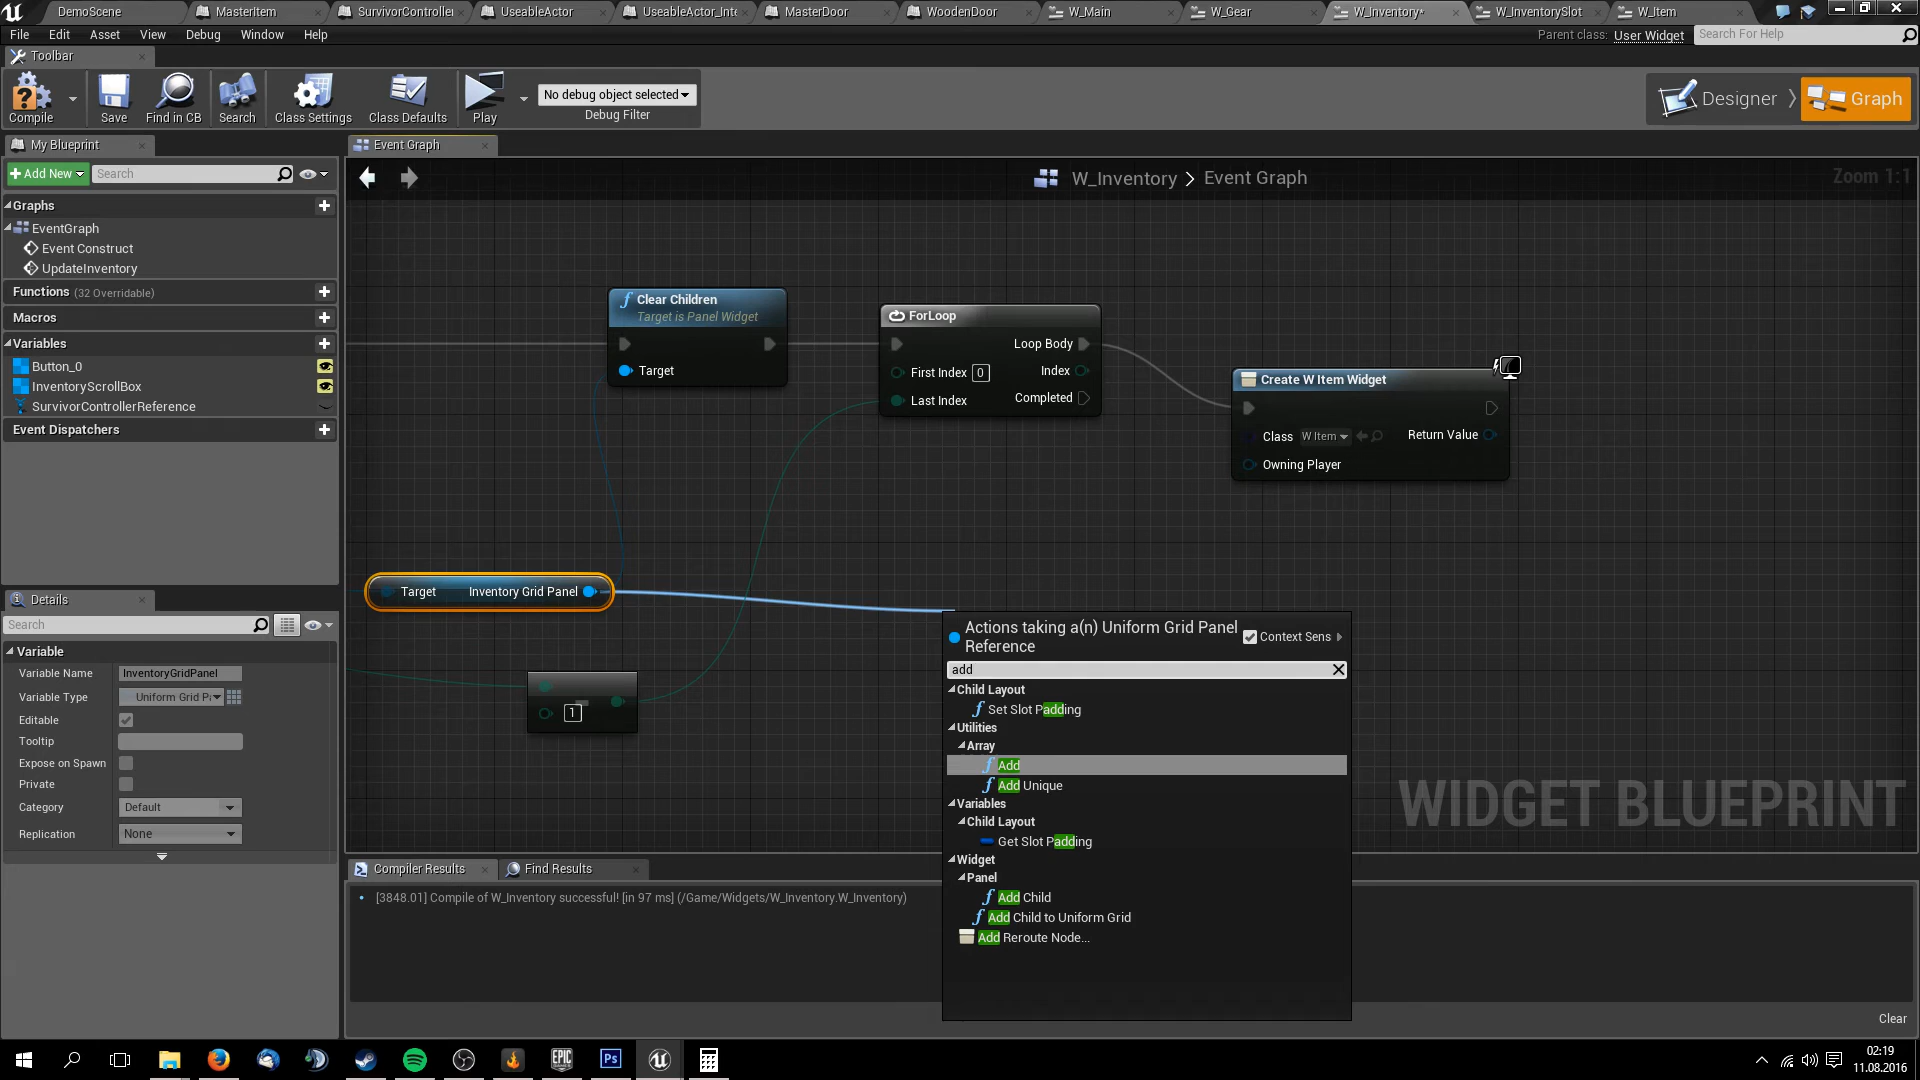 DemoScene
MasterItem
SurvivorController
UseableActor
UseableActor_Inte
MasterDoor
WoodenDoor
W_Main
W_Gear
W_Inventory*
W_InventorySlot
W_Item
File Edit Asset View Debug Window Help
Parent class: User Widget
Search For Help
Toolbar
Compile
Save
Find in CB
Search
Class Settings
Class Defaults
Play
No debug object selected
Debug Filter
Designer
Graph
My Blueprint
Event Graph
Add New
Search
W_Inventory > Event Graph
Zoom 1:1
Graphs
EventGraph
Event Construct
UpdateInventory
Functions (32 Overridable)
Macros
Variables
Button_0
InventoryScrollBox
SurvivorControllerReference
Event Dispatchers
Clear Children
Target is Panel Widget
Target
ForLoop
Loop Body
First Index 0
Index
Last Index
Completed
Create W Item Widget
Class W Item
Return Value
Owning Player
Target Inventory Grid Panel
1
Actions taking a(n) Uniform Grid Panel
Reference
Context Sens
add
Child Layout
Set Slot Padding
Utilities
Array
Add
Add Unique
Variables
Child Layout
Get Slot Padding
Widget
Panel
Add Child
Add Child to Uniform Grid
Add Reroute Node...
WIDGET BLUEPRINT
Details
Search
Variable
Variable Name InventoryGridPanel
Variable Type Uniform Grid P
Editable
Tooltip
Expose on Spawn
Private
Category Default
Replication None
Compiler Results
Find Results
[3848.01] Compile of W_Inventory successful! [in 97 ms] (/Game/Widgets/W_Inventory.W_Inventory)
Clear
EPIC
GAMES
Ps
02:19
11.08.2016